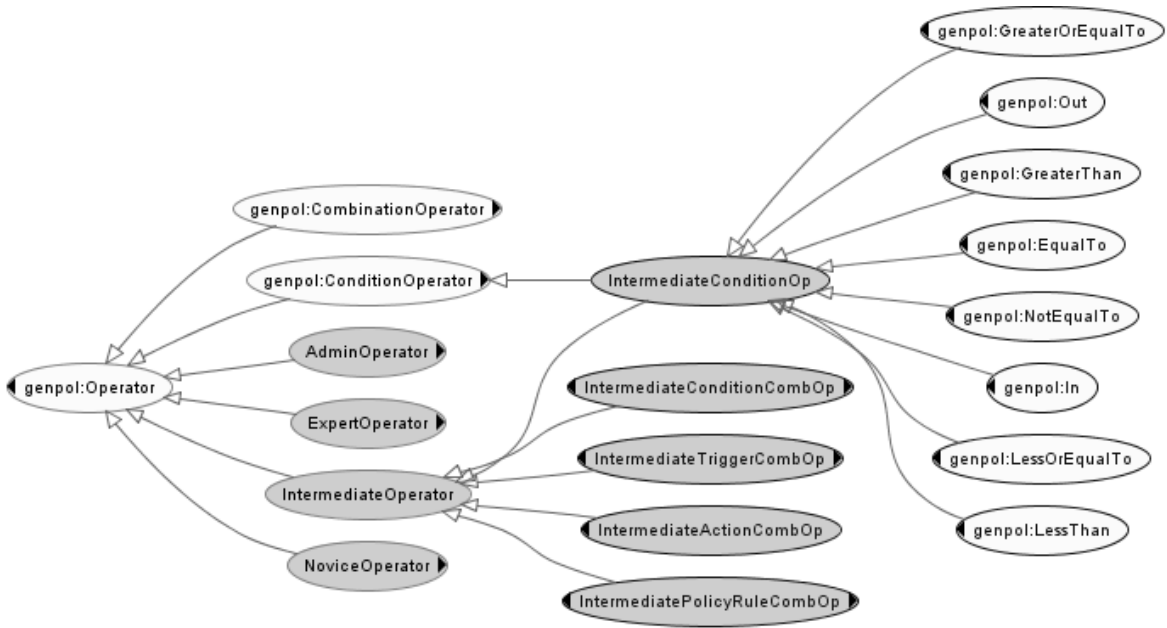 genpol:GreaterOrEqualTo
genpol:Out
genpol:GreaterThan
genpol:CombinationOperator
genpol:EqualTo
genpol:ConditionOperator
IntermediateConditionOp
genpol:NotEqualTo
AdminOperator
genpol:Operator
IntermediateConditionCombOp
genpol:In
ExpertOperator
IntermediateTriggerCombOp
genpol:LessOrEqualTo
IntermediateOperator
IntermediateActionCombOp
genpol:LessThan
NoviceOperator
IntermediatePolicyRuleCombOp